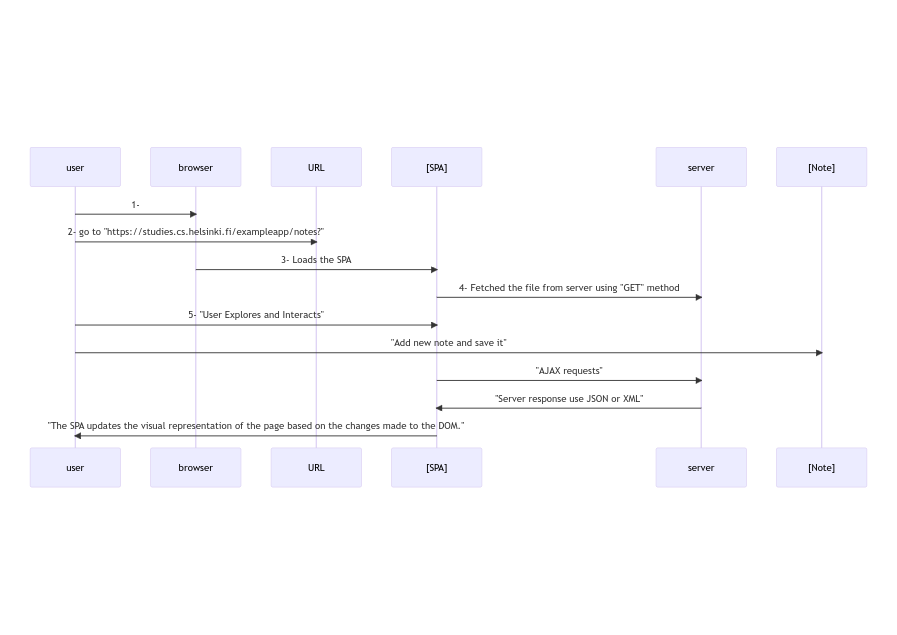 user browser URL [SPA] server [Note]
1-
2- go to "https://studies.cs.helsinki.fi/exampleapp/notes?"
3- Loads the SPA
4- Fetched the file from server using "GET" method
5- "User Explores and Interacts"
"Add new note and save it"
"AJAX requests"
"Server response use JSON or XML"
"The SPA updates the visual representation of the page based on the changes made to the DOM."
user browser URL [SPA] server [Note]